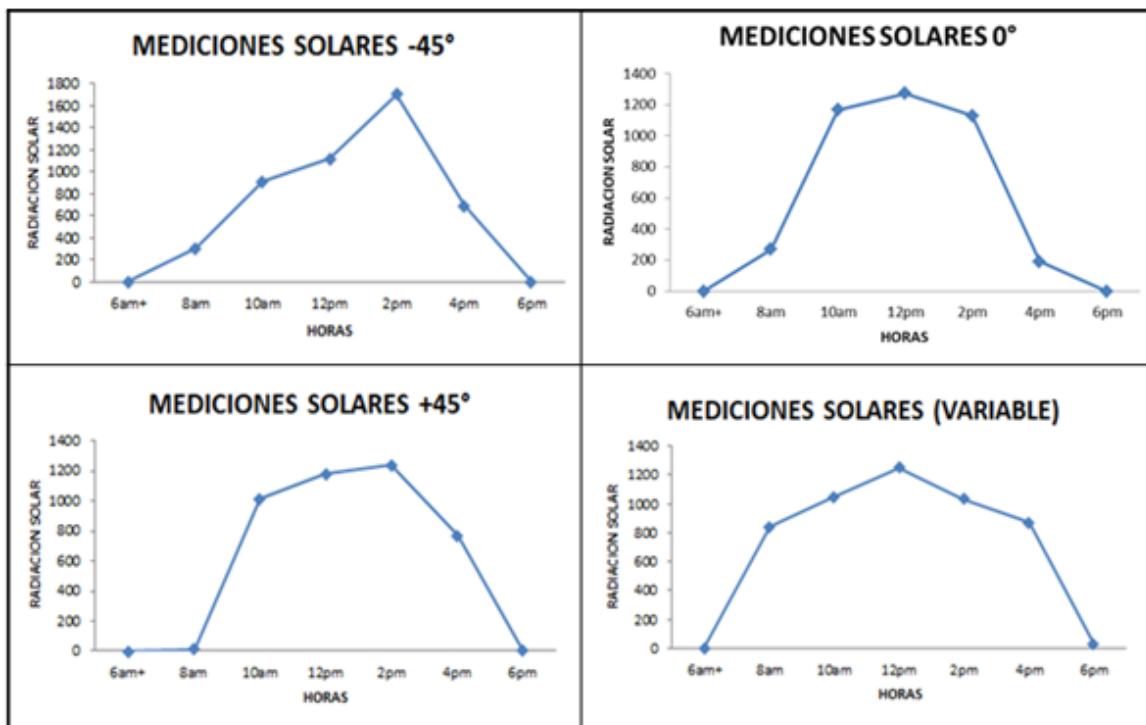 MEDICIONES SOLARES -45°
RADIACION SOLAR
1800
1600
1400
1200
1000
800
600
400
200
0
6am+ 8am 10am 12pm 2pm 4pm 6pm
HORAS
MEDICIONES SOLARES 0°
RADIACION SOLAR
1400
1200
1000
800
600
400
200
0
6am+ 8am 10am 12pm 2pm 4pm 6pm
HORAS
MEDICIONES SOLARES +45°
RADIACION SOLAR
1400
1200
1000
800
600
400
200
0
6am+ 8am 10am 12pm 2pm 4pm 6pm
HORAS
MEDICIONES SOLARES (VARIABLE)
RADIACION SOLAR
1400
1200
1000
800
600
400
200
0
6am+ 8am 10am 12pm 2pm 4pm 6pm
HORAS